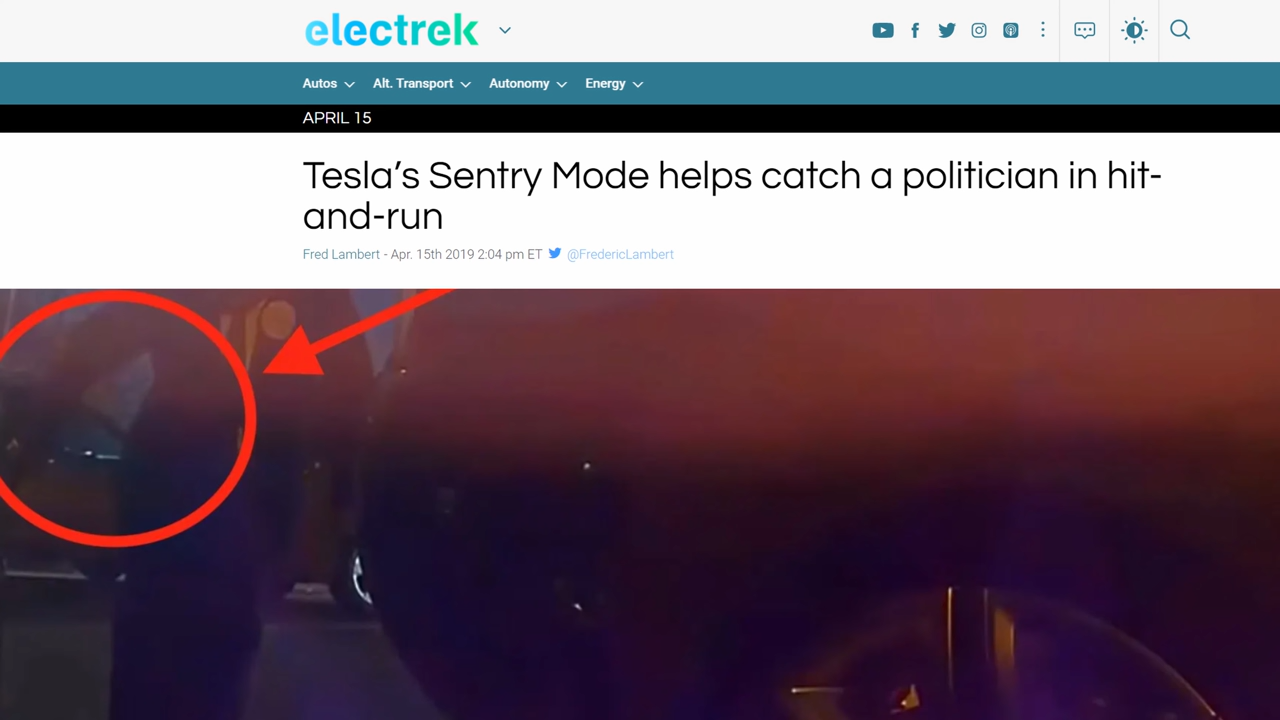 electrek
Autos Alt. Transport Autonomy Energy
APRIL 15
Tesla’s Sentry Mode helps catch a politician in hit-
and-run
Fred Lambert - Apr. 15th 2019 2:04 pm ET @FredericLambert